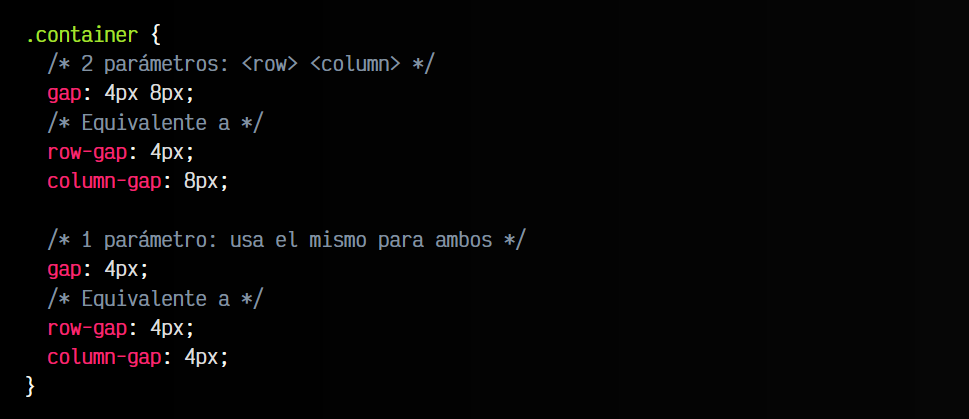 .container {
/* 2 parámetros: <row> <column> */
gap: 4px 8px;
/* Equivalente a */
row-gap: 4px;
column-gap: 8px;
/* 1 parámetro: usa el mismo para ambos */
gap: 4px;
/* Equivalente a */
row-gap: 4px;
column-gap: 4px;
}